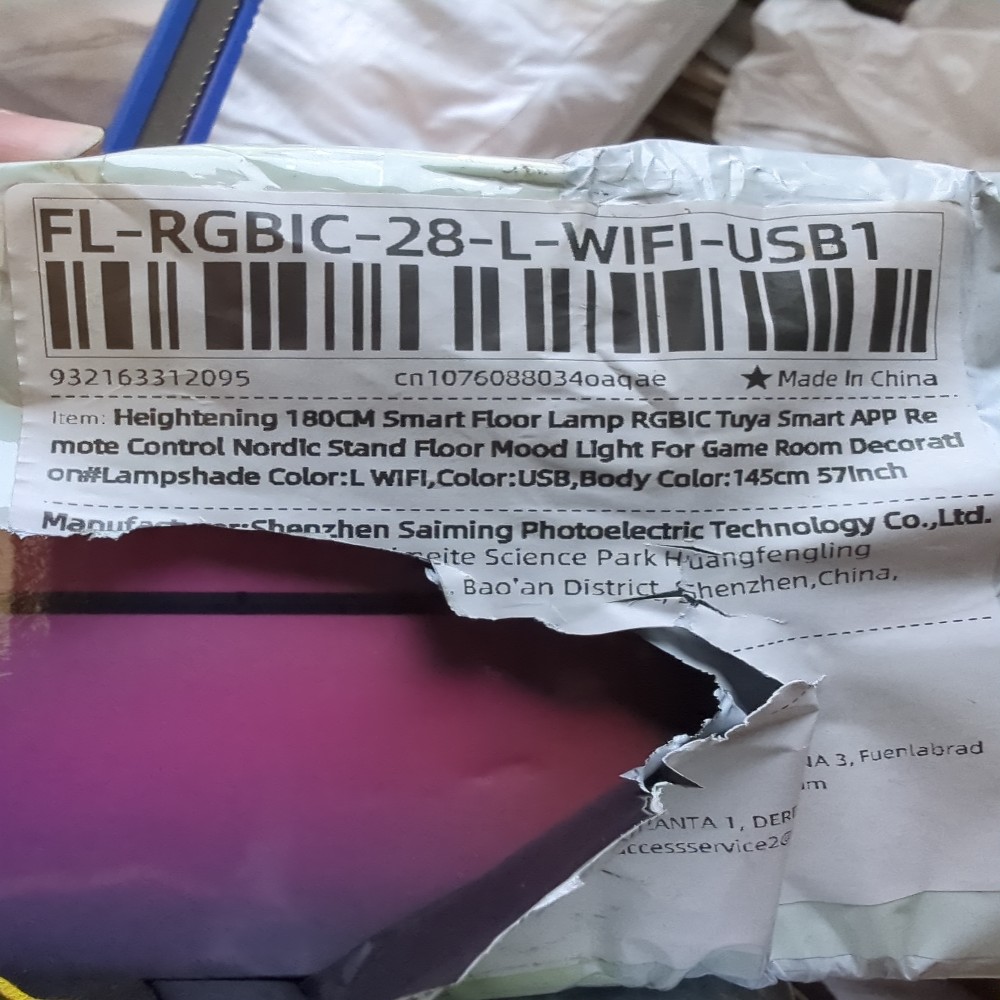 FL-RGBIC-28-L-WIFI-USB1
932163312095 cn1076088034oaqae ★ Made In China
Item: Heightening 180CM Smart Floor Lamp RGBIC Tuya Smart APP Re
mote Control Nordic Stand Floor Mood Light For Game Room Decorati
on#Lampshade Color:L WIFI,Color:USB,Body Color:145cm 57Inch
Manufacturer:Shenzhen Saiming Photoelectric Technology Co.,Ltd.
Science Park Huangfengling
Bao'an District, Shenzhen,China,
3, Fuenlabrad
1,